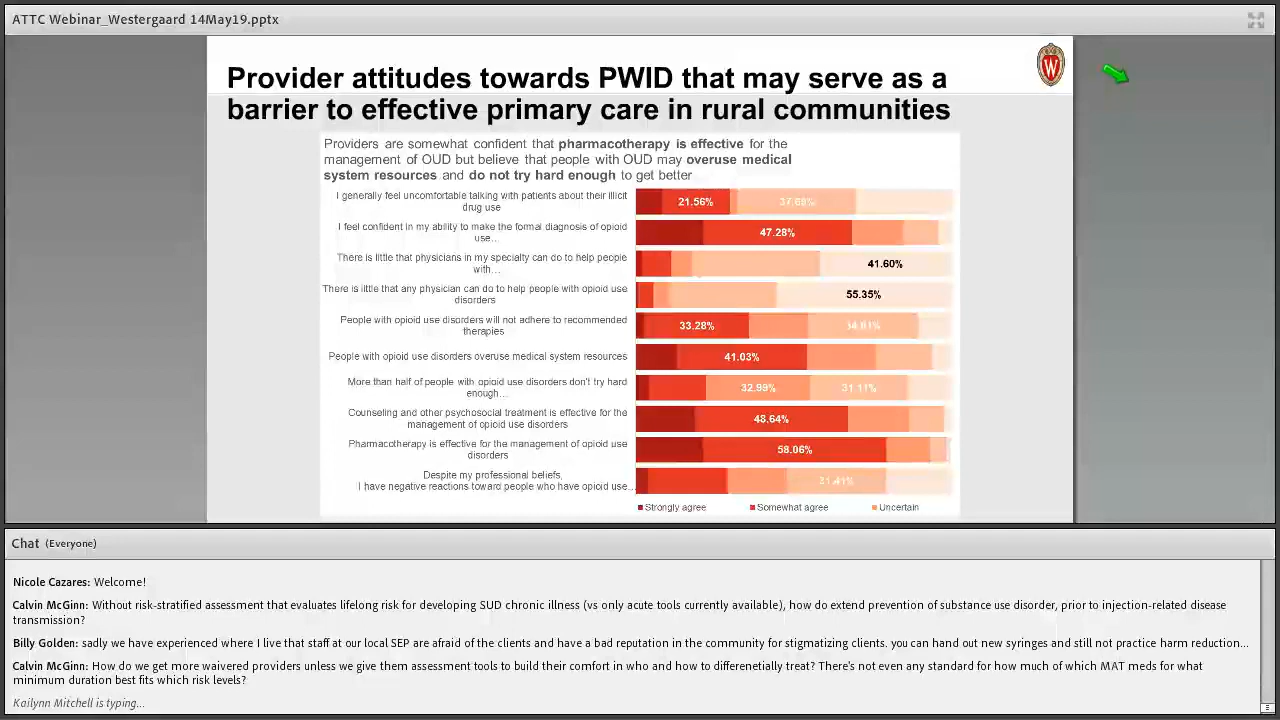 ATTC Webinar_Westergaard 14May19.pptx
W
Provider attitudes towards PWID that may serve as a
barrier to effective primary care in rural communities
Providers are somewhat confident that pharmacotherapy is effective for the
management of OUD but believe that people with OUD may overuse medical
system resources and do not try hard enough to get better
I generally feel uncomfortable talking with patients about their illicit
drug use
21.56%
I feel confident in my ability to make the formal diagnosis of opioid
use…
47.28%
There is little that physicians in my specialty can do to help people
with…
41.60%
There is little that any physician can do to help people with opioid use
disorders
55.35%
People with opioid use disorders will not adhere to recommended
therapies
33.28%
People with opioid use disorders overuse medical system resources
41.03%
More than half of people with opioid use disorders don't try hard
enough…
32.99% 31.11%
Counseling and other psychosocial treatment is effective for the
management of opioid use disorders
48.64%
Pharmacotherapy is effective for the management of opioid use
disorders
58.06%
Despite my professional beliefs,
I have negative reactions toward people who have opioid use…
Strongly agree Somewhat agree Uncertain
Chat (Everyone)
Nicole Cazares: Welcome!
Calvin McGinn: Without risk-stratified assessment that evaluates lifelong risk for developing SUD chronic illness (vs only acute tools currently available), how do extend prevention of substance use disorder, prior to injection-related disease
transmission?
Billy Golden: sadly we have experienced where I live that staff at our local SEP are afraid of the clients and have a bad reputation in the community for stigmatizing clients. you can hand out new syringes and still not practice harm reduction...
Calvin McGinn: How do we get more waivered providers unless we give them assessment tools to build their comfort in who and how to differenetially treat? There's not even any standard for how much of which MAT meds for what
minimum duration best fits which risk levels?
Kailynn Mitchell is typing...